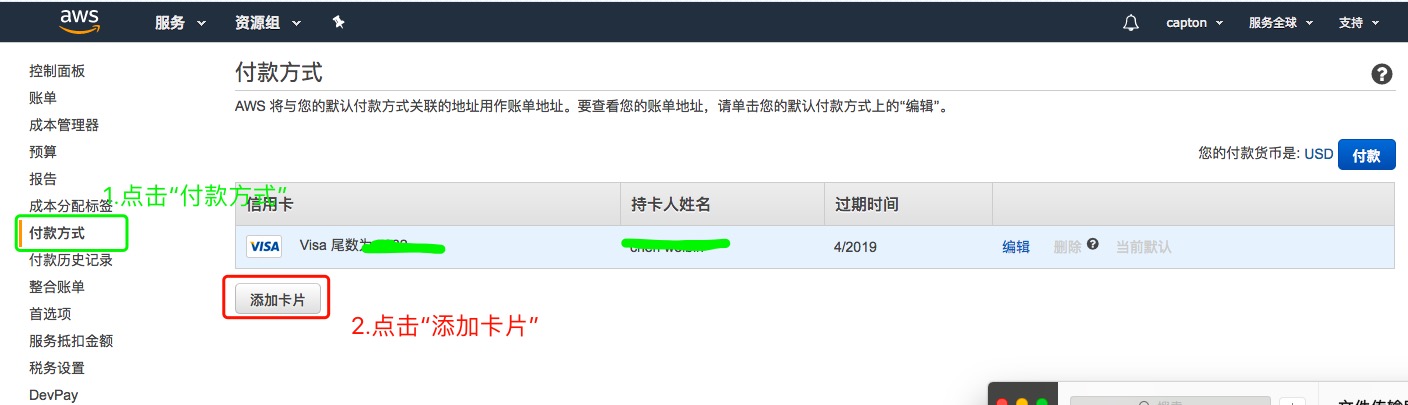 aws 服务 资源组 capton 服务全球 支持
控制面板
账单
成本管理器
预算
报告
成本分配标签
付款方式
付款历史记录
整合账单
首选项
服务抵扣金额
税务设置
DevPay
付款方式
AWS 将与您的默认付款方式关联的地址用作账单地址。要查看您的账单地址，请单击您的默认付款方式上的“编辑”。
您的付款货币是: USD 付款
1.点击“付款方式”
信用卡 持卡人姓名 过期时间
VISA Visa 尾数为 4/2019 编辑 删除 ? 当前默认
添加卡片
2.点击“添加卡片”
搜索